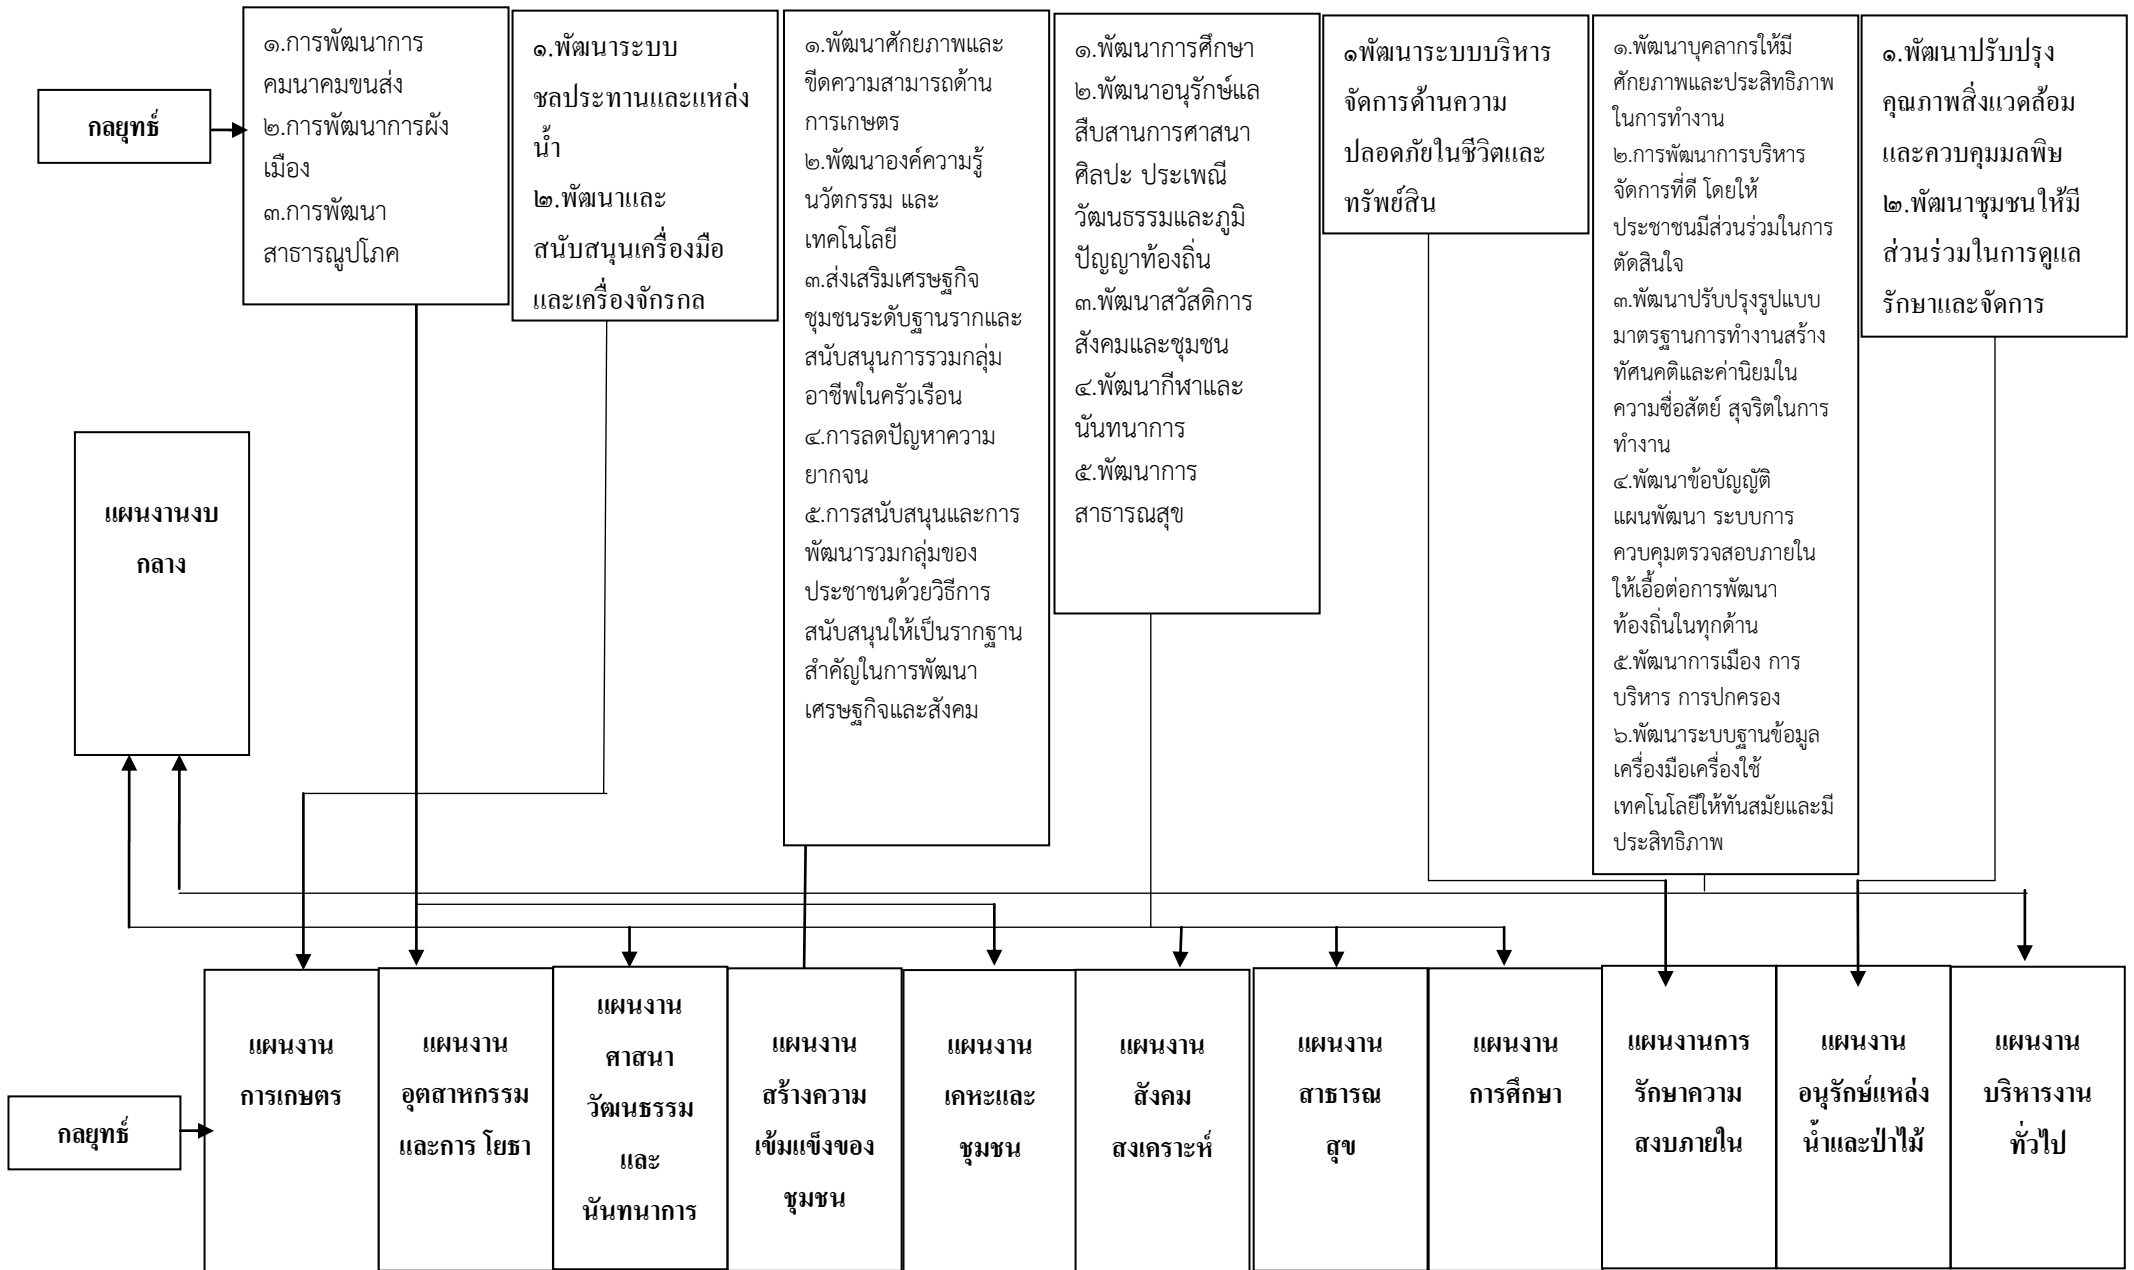 กลยุทธ์
๑.การพัฒนาการ
คมนาคมขนส่ง
๒.การพัฒนาการผัง
เมือง
๓.การพัฒนา
สาธารณูปโภค
๑.พัฒนาระบบ
ชลประทานและแหล่ง
น้ำ
๒.พัฒนาและ
สนับสนุนเครื่องมือ
และเครื่องจักรกล
๑.พัฒนาศักยภาพและ
ขีดความสามารถด้าน
การเกษตร
๒.พัฒนาองค์ความรู้
นวัตกรรม และ
เทคโนโลยี
๓.ส่งเสริมเศรษฐกิจ
ชุมชนระดับฐานรากและ
สนับสนุนการรวมกลุ่ม
อาชีพในครัวเรือน
๔.การลดปัญหาความ
ยากจน
๕.การสนับสนุนและการ
พัฒนารวมกลุ่มของ
ประชาชนด้วยวิธีการ
สนับสนุนให้เป็นรากฐาน
สำคัญในการพัฒนา
เศรษฐกิจและสังคม
๑.พัฒนาการศึกษา
๒.พัฒนาอนุรักษ์แล
สืบสานการศาสนา
ศิลปะ ประเพณี
วัฒนธรรมและภูมิ
ปัญญาท้องถิ่น
๓.พัฒนาสวัสดิการ
สังคมและชุมชน
๔.พัฒนากีฬาและ
นันทนาการ
๕.พัฒนาการ
สาธารณสุข
๑พัฒนาระบบบริหาร
จัดการด้านความ
ปลอดภัยในชีวิตและ
ทรัพย์สิน
๑.พัฒนาบุคลากรให้มี
ศักยภาพและประสิทธิภาพ
ในการทำงาน
๒.การพัฒนาการบริหาร
จัดการที่ดี โดยให้
ประชาชนมีส่วนร่วมในการ
ตัดสินใจ
๓.พัฒนาปรับปรุงรูปแบบ
มาตรฐานการทำงานสร้าง
ทัศนคติและค่านิยมใน
ความซื่อสัตย์ สุจริตในการ
ทำงาน
๔.พัฒนาข้อบัญญัติ
แผนพัฒนา ระบบการ
ควบคุมตรวจสอบภายใน
ให้เอื้อต่อการพัฒนา
ท้องถิ่นในทุกด้าน
๕.พัฒนาการเมือง การ
บริหาร การปกครอง
๖.พัฒนาระบบฐานข้อมูล
เครื่องมือเครื่องใช้
เทคโนโลยีให้ทันสมัยและมี
ประสิทธิภาพ
๑.พัฒนาปรับปรุง
คุณภาพสิ่งแวดล้อม
และควบคุมมลพิษ
๒.พัฒนาชุมชนให้มี
ส่วนร่วมในการดูแล
รักษาและจัดการ
แผนงานงบ
กลาง
กลยุทธ์
แผนงาน
การเกษตร
แผนงาน
อุตสาหกรรม
และการ โยธา
แผนงาน
ศาสนา
วัฒนธรรม
และ
นันทนาการ
แผนงาน
สร้างความ
เข้มแข็งของ
ชุมชน
แผนงาน
เคหะและ
ชุมชน
แผนงาน
สังคม
สงเคราะห์
แผนงาน
สาธารณ
สุข
แผนงาน
การศึกษา
แผนงานการ
รักษาความ
สงบภายใน
แผนงาน
อนุรักษ์แหล่ง
น้ำและป่าไม้
แผนงาน
บริหารงาน
ทั่วไป